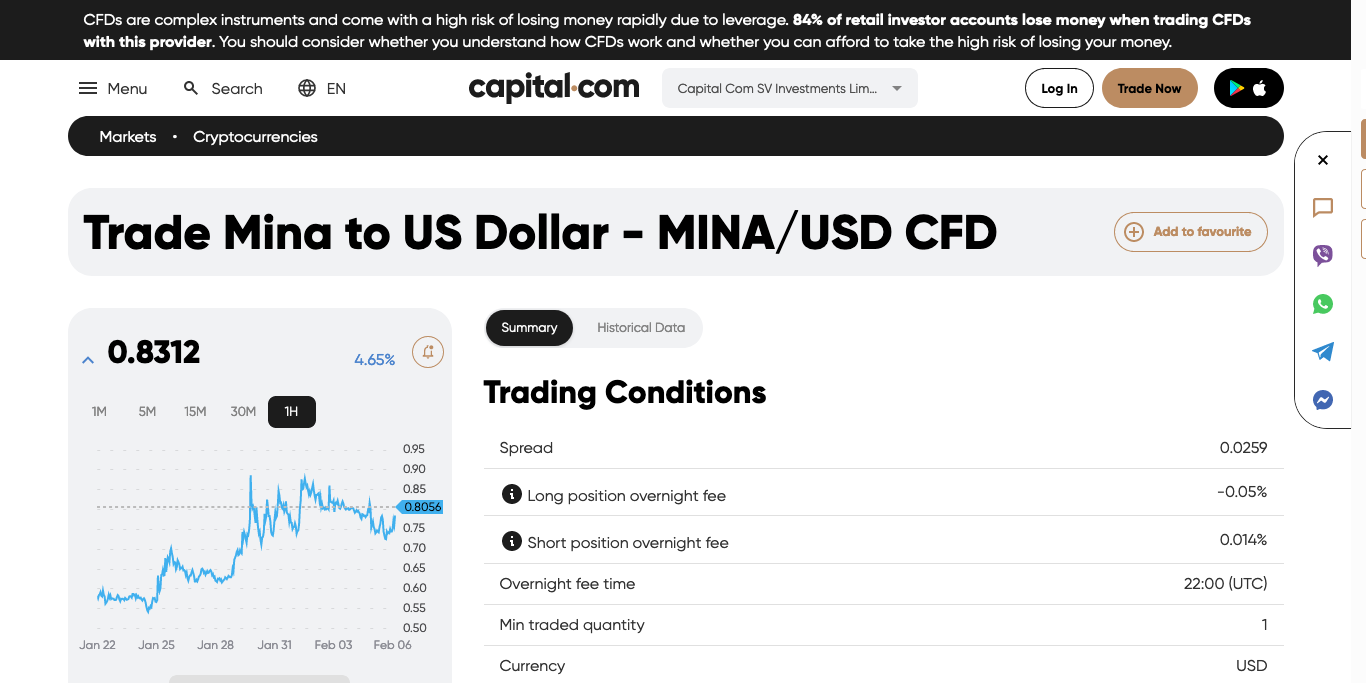 CFDs are complex instruments and come with a high risk of losing money rapidly due to leverage. 84% of retail investor accounts lose money when trading CFDs
with this provider. You should consider whether you understand how CFDs work and whether you can afford to take the high risk of losing your money.
Menu
Search
EN
capital.com
Capital Com SV Investments Lim...
Log In
Trade Now
Markets • Cryptocurrencies
Trade Mina to US Dollar - MINA/USD CFD
Add to favourite
0.8312
4.65%
1M 5M 15M 30M 1H
0.95
0.90
0.85
0.8056
0.75
0.70
0.65
0.60
0.55
0.50
Jan 22 Jan 25 Jan 28 Jan 31 Feb 03 Feb 06
Summary Historical Data
Trading Conditions
Spread 0.0259
Long position overnight fee -0.05%
Short position overnight fee 0.014%
Overnight fee time 22:00 (UTC)
Min traded quantity 1
Currency USD